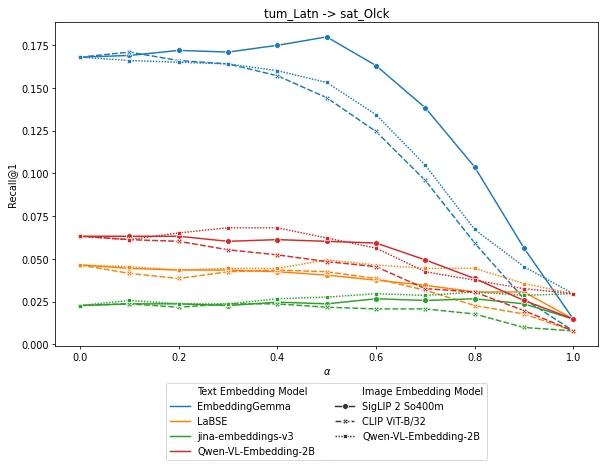 tum_Latn -> sat_Olck
Recall@1
0.175
0.150
0.125
0.100
0.075
0.050
0.025
0.000
0.0 0.2 0.4 0.6 0.8 1.0
α
Text Embedding Model
EmbeddingGemma
LaBSE
jina-embeddings-v3
Qwen-VL-Embedding-2B
Image Embedding Model
SigLIP 2 So400m
CLIP ViT-B/32
Qwen-VL-Embedding-2B